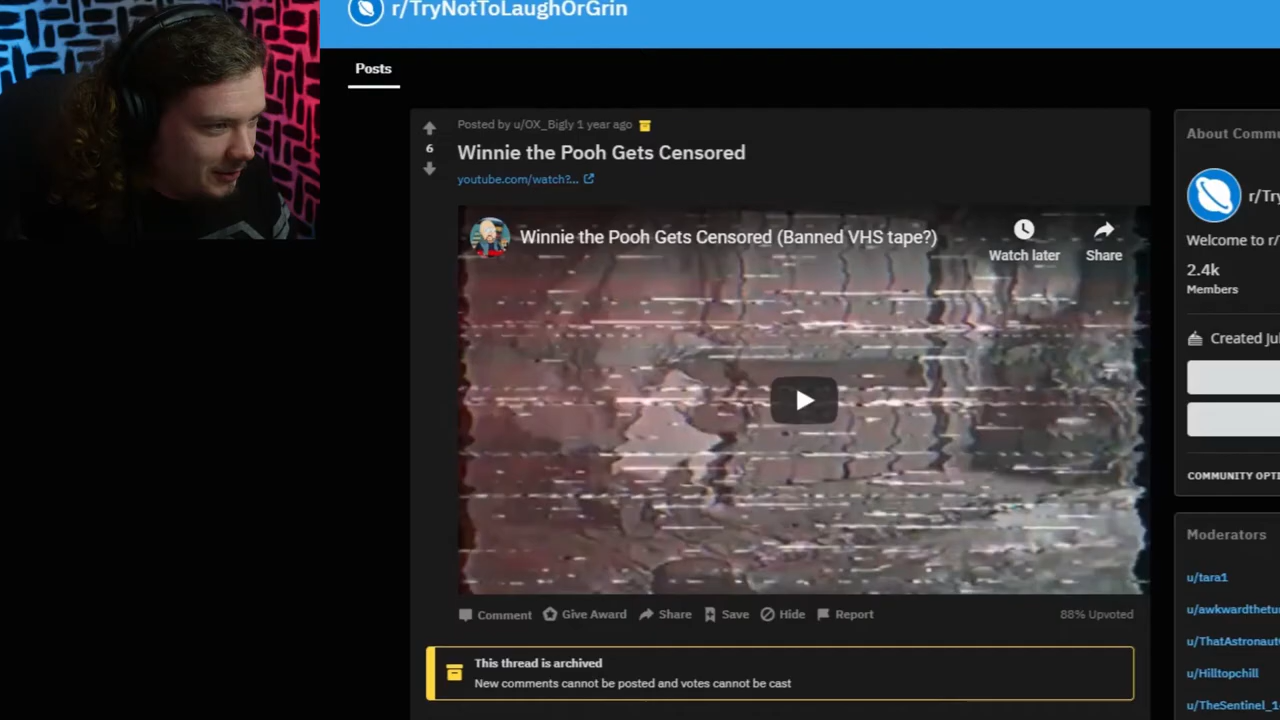 r/TryNotToLaughOrGrin
Posts
Posted by u/OX_Bigly 1 year ago
6
Winnie the Pooh Gets Censored
youtube.com/watch?...
Winnie the Pooh Gets Censored (Banned VHS tape?)
Watch later
Share
Comment Give Award Share Save Hide Report 88% Upvoted
This thread is archived
New comments cannot be posted and votes cannot be cast
About Commu
r/Try
Welcome to r/
2.4k
Members
Created Jul
COMMUNITY OPTI
Moderators
u/tara1
u/awkwardthetu
u/ThatAstronaut
u/Hilltopchill
u/TheSentinel_1